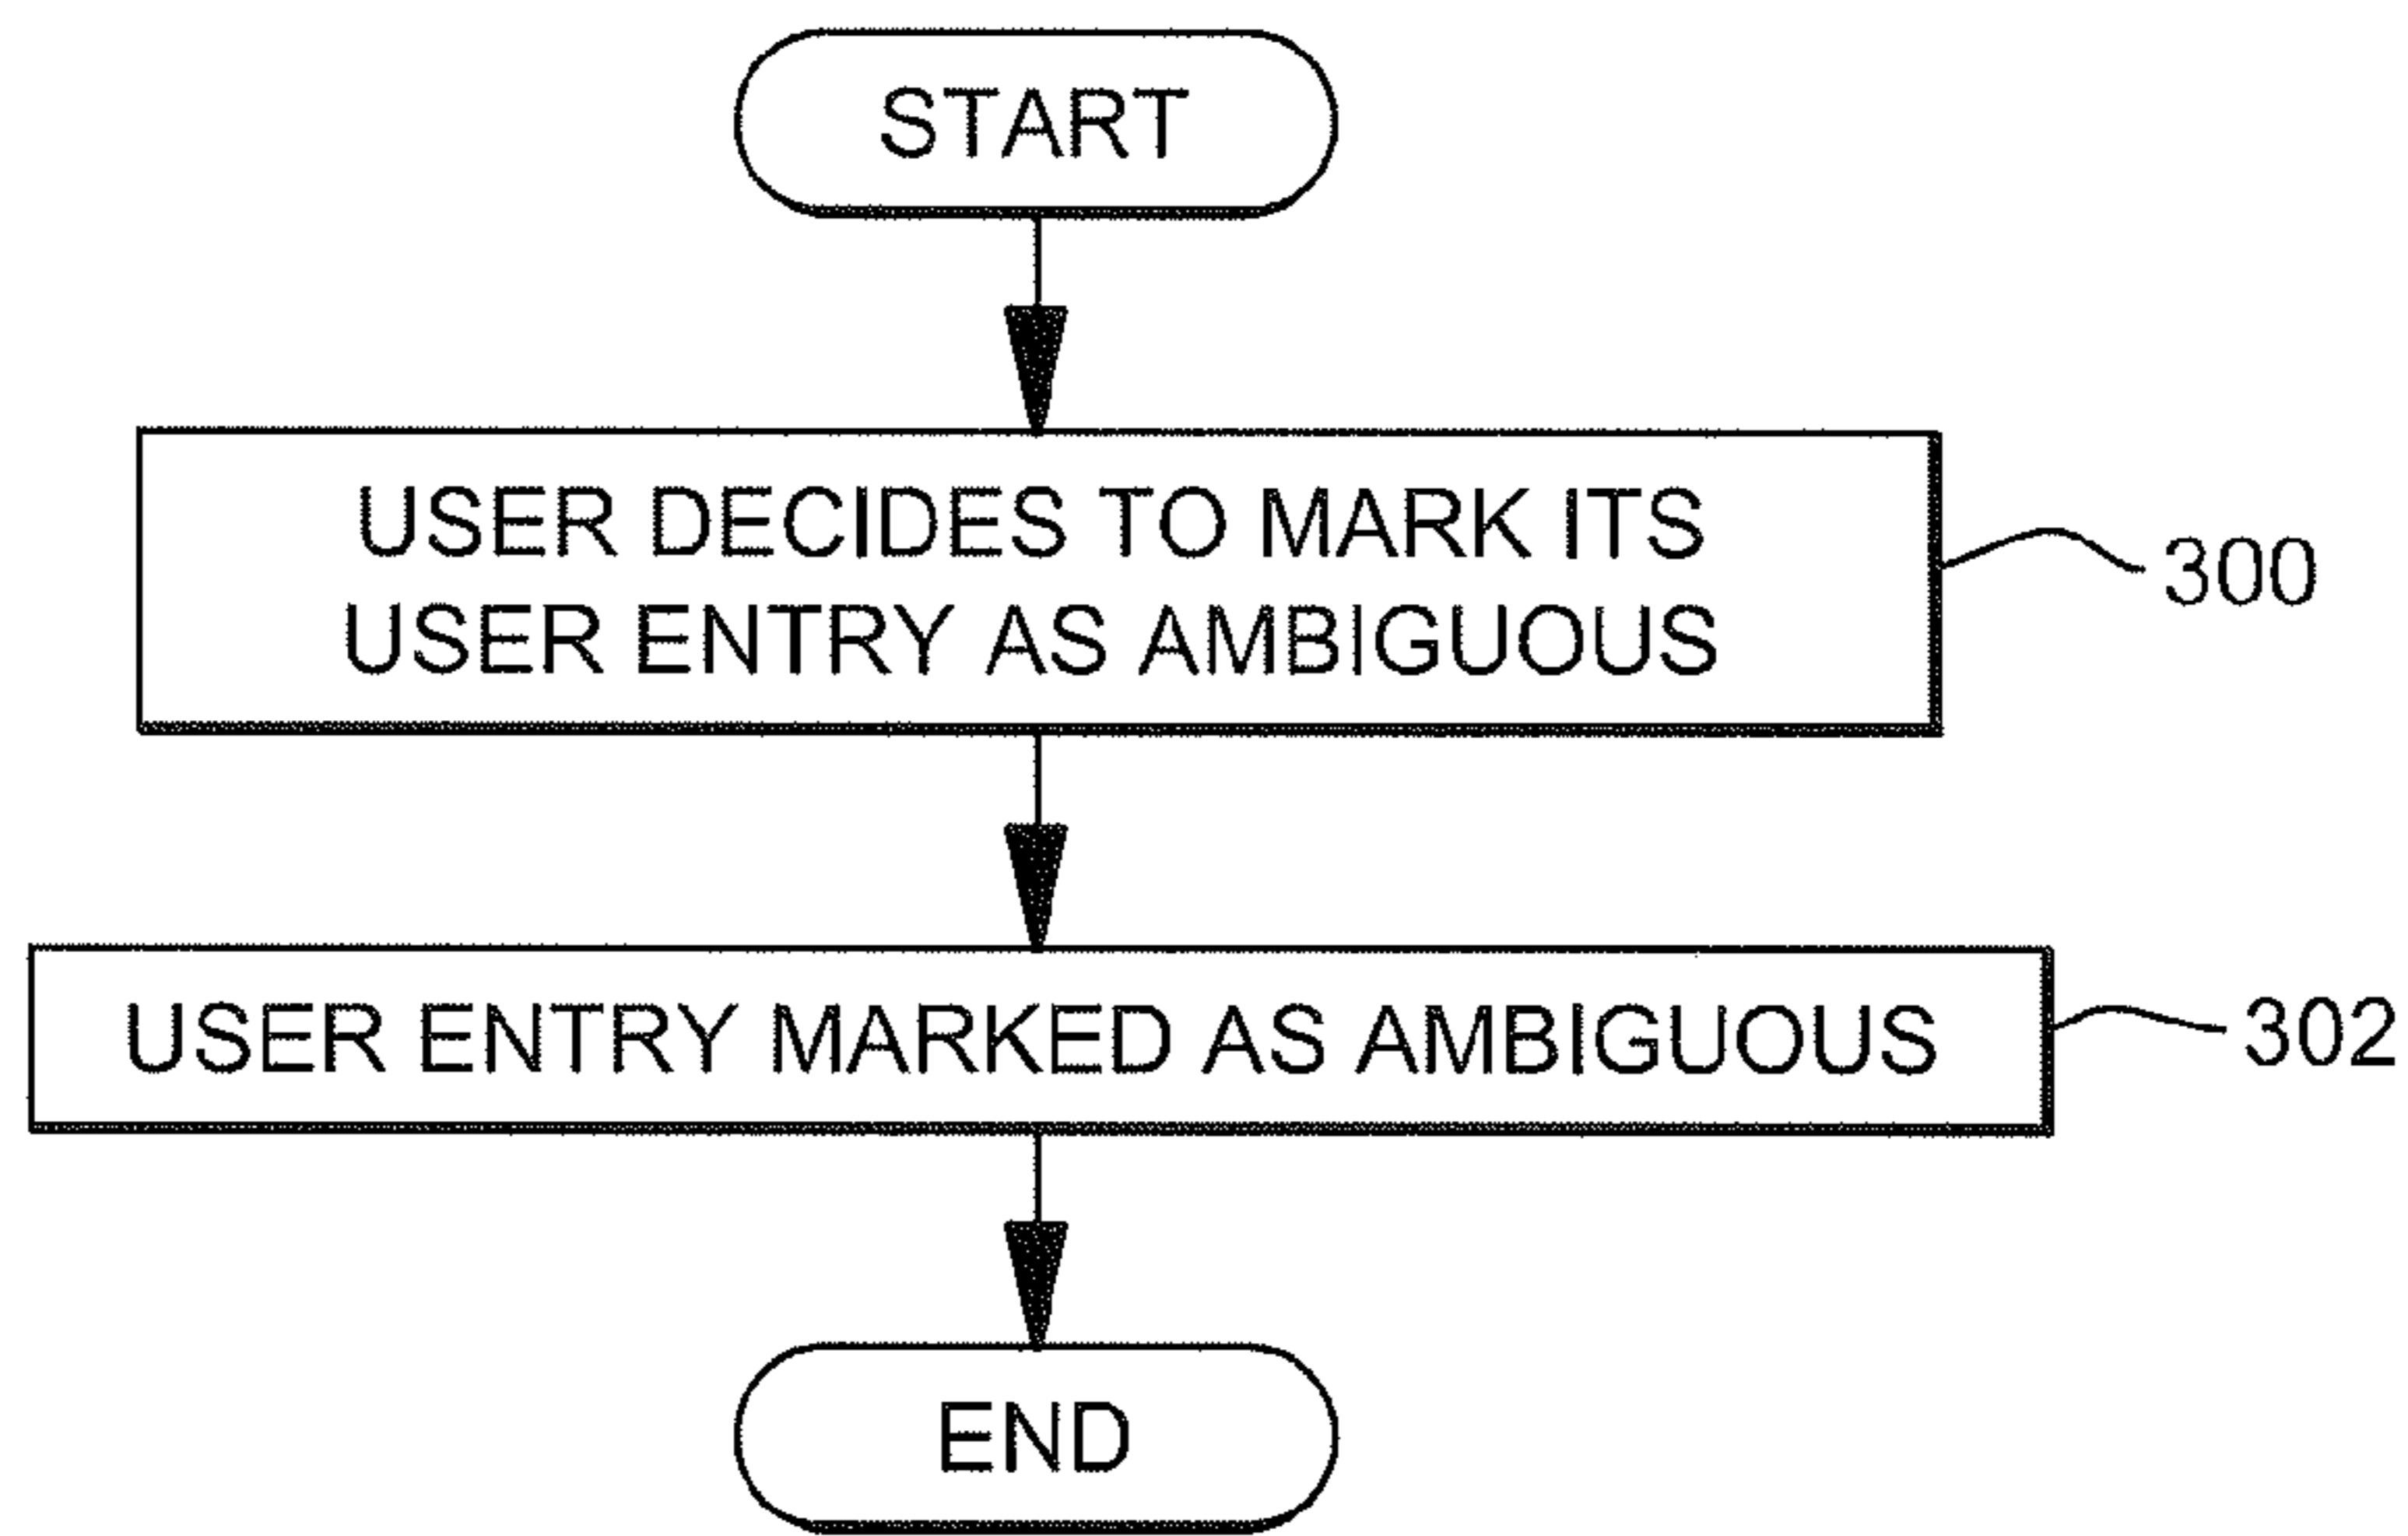 START
USER DECIDES TO MARK ITS
USER ENTRY AS AMBIGUOUS
300
USER ENTRY MARKED AS AMBIGUOUS
302
END